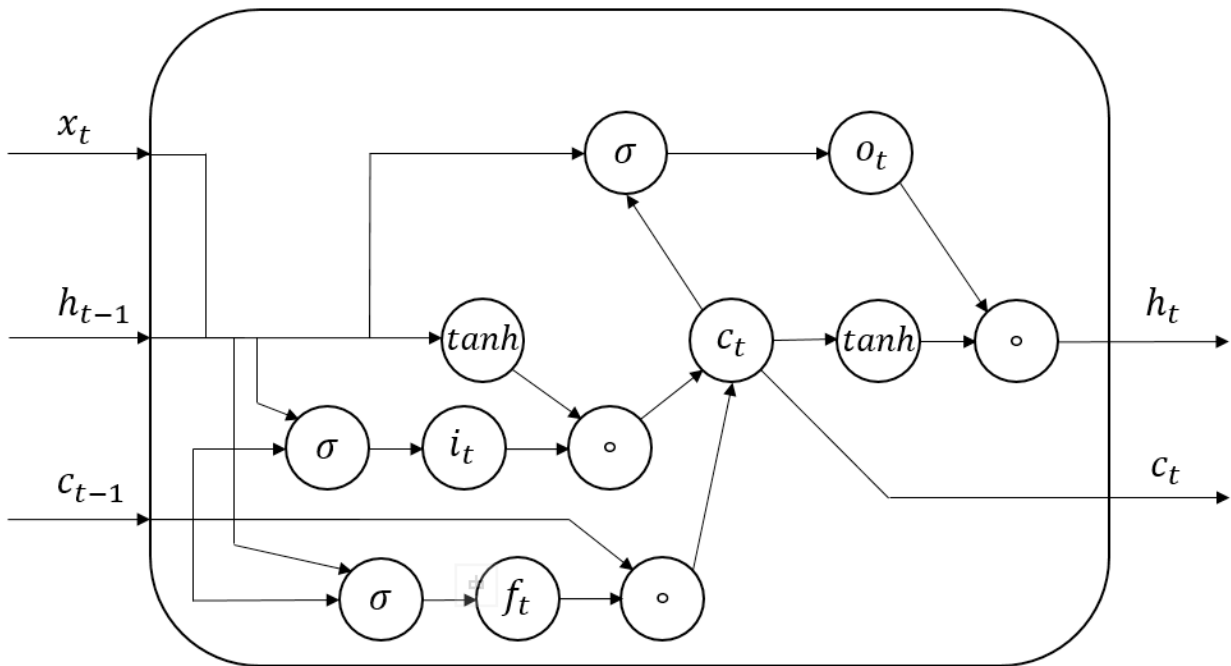 x_t
σ
o_t
h_{t-1}
tanh
c_t
tanh
∘
h_t
σ
i_t
∘
c_{t-1}
c_t
σ
f_t
∘